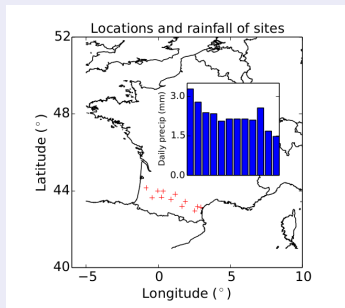 Locations and rainfall of sites
52
48
44
40
Latitude (°)
−5
0
5
10
Longitude (°)
3.0
1.5
0.0
Daily precip (mm)